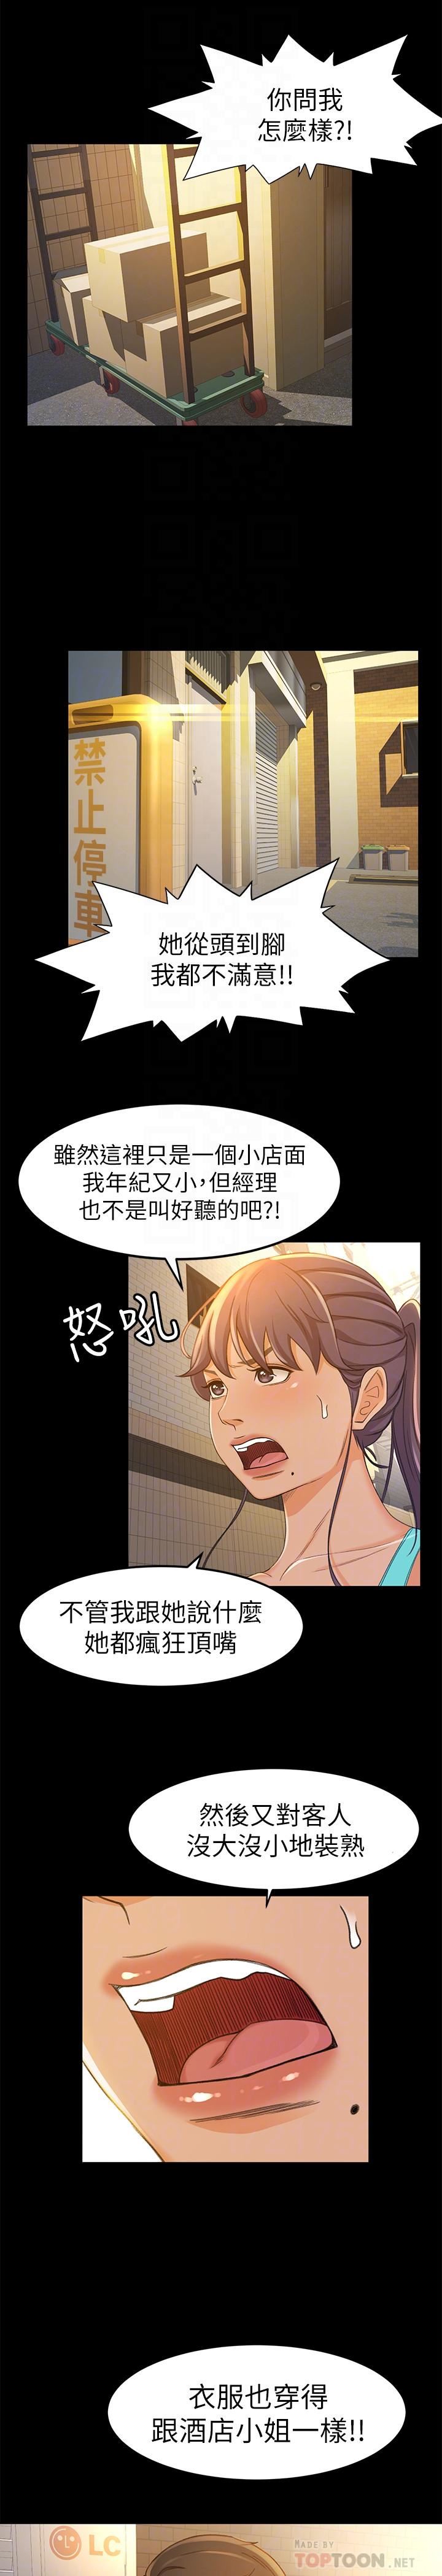 你問我
怎麼樣?!
禁止停車
她從頭到腳
我都不滿意!!
雖然這裡只是一個小店面
我年紀又小,但經理
也不是叫好聽的吧?!
怒吼
不管我跟她說什麼
她都瘋狂頂嘴
然後又對客人
沒大沒小地裝熟
衣服也穿得
跟酒店小姐一樣!!
LC
MADE BY
TOPTOON.NET